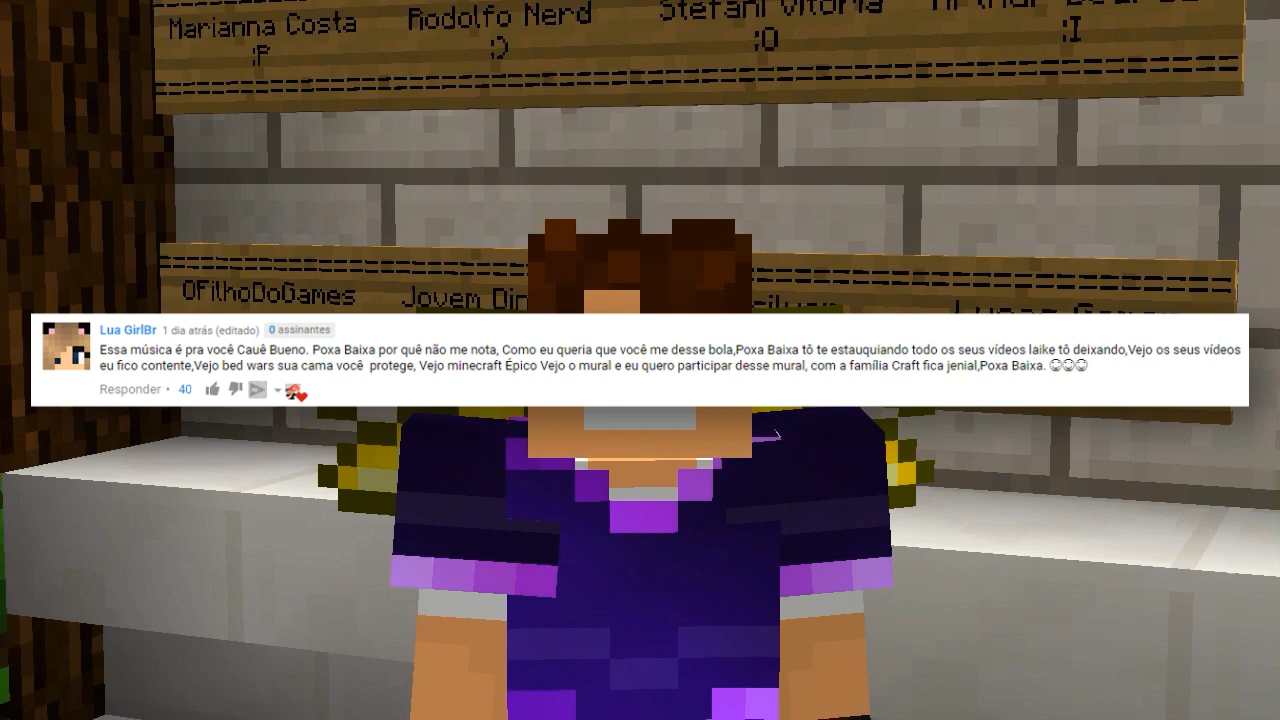 Marianna Costa
;P
Rodolfo Nerd
;)
Stefani Vitória
;O
;I
OFilhoDoGames
Jovem
Lua GirlBr 1 dia atrás (editado) 0 assinantes
Essa música é pra você Cauê Bueno. Poxa Baixa por quê não me nota, Como eu queria que você me desse bola,Poxa Baixa tô te estauquiando todo os seus vídeos laike tô deixando,Vejo os seus vídeos
eu fico contente,Vejo bed wars sua cama você protege, Vejo minecraft Épico Vejo o mural e eu quero participar desse mural, com a família Craft fica jenial,Poxa Baixa. 🙄🙄🙄
Responder • 40